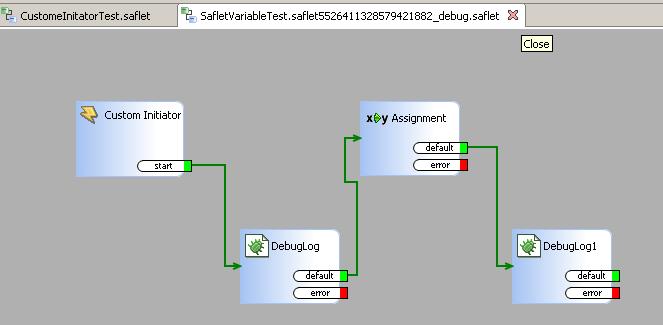 CustomeInitatorTest.saflet
SafletVariableTest.saflet5526411328579421882_debug.saflet
Close
Custom Initiator
start
x y Assignment
default
error
DebugLog
default
error
DebugLog1
default
error